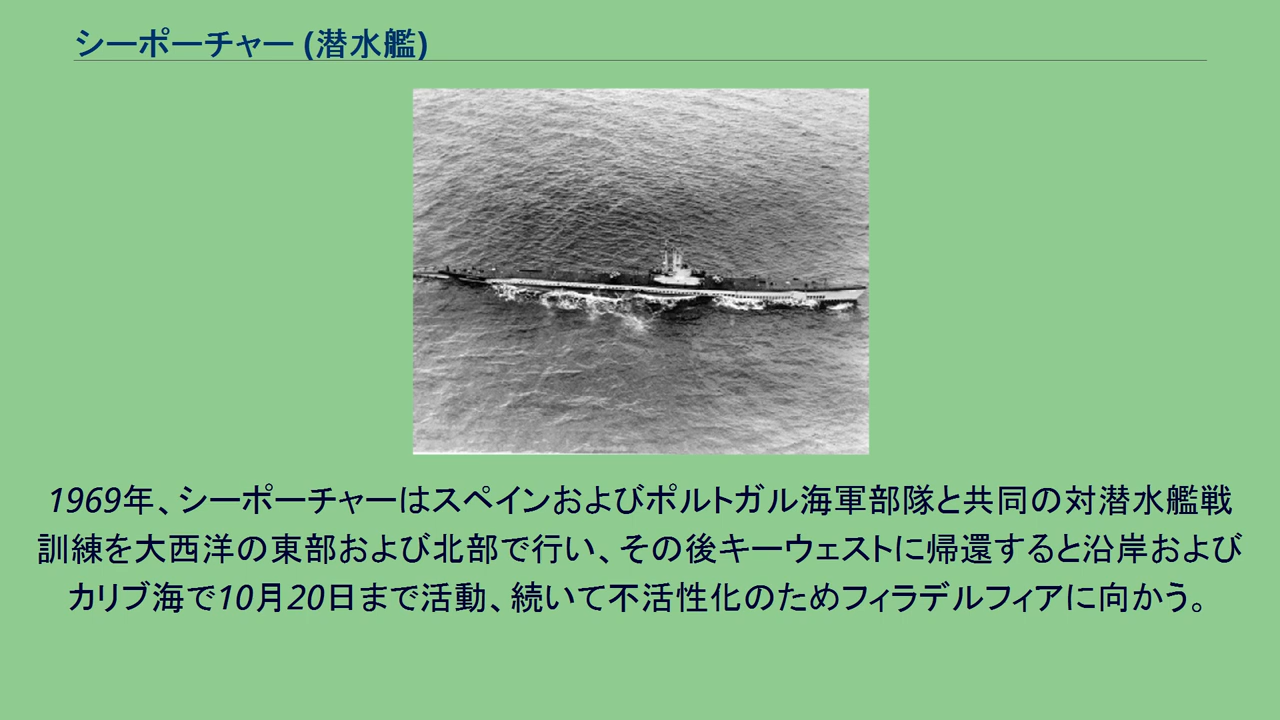 シーポーチャー (潜水艦)
1969年、シーポーチャーはスペインおよびポルトガル海軍部隊と共同の対潜水艦戦
訓練を大西洋の東部および北部で行い、その後キーウェストに帰還すると沿岸および
カリブ海で10月20日まで活動、続いて不活性化のためフィラデルフィアに向かう。